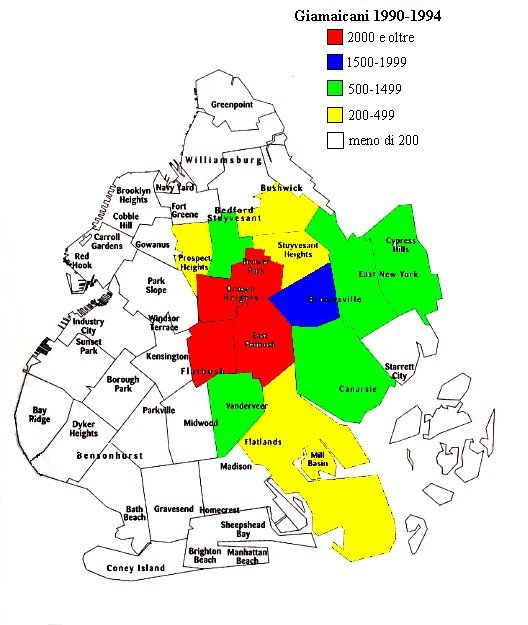 Giamaicani 1990-1994
2000 e oltre
1500-1999
500-1499
200-499
meno di 200
Greenpoint
Williamsburg
Navy Yard
Bushwick
Brooklyn
Heights
Fort
Greene
Bedford
Stuyvesant
Cobble
Hill
Carroll
Gardens
Gowanus
Red
Hook
Prospect
Heights
Stuyvesant
Heights
Cypress
Hills
East New York
Park
Crown
Heights
Brownsville
Park
Slope
Windsor
Terrace
Industry
City
Sunset
Park
Kensington
East
Flatbush
Flatbush
Starrett
City
Canarsie
Borough
Park
Parkville
Vanderveer
Midwood
Bay
Ridge
Dyker
Heights
Flatlands
Bensonhurst
Mill
Basin
Madison
Bath
Beach
Gravesend
Homecrest
Sheepshead
Bay
Brighton
Beach
Manhattan
Beach
Coney Island